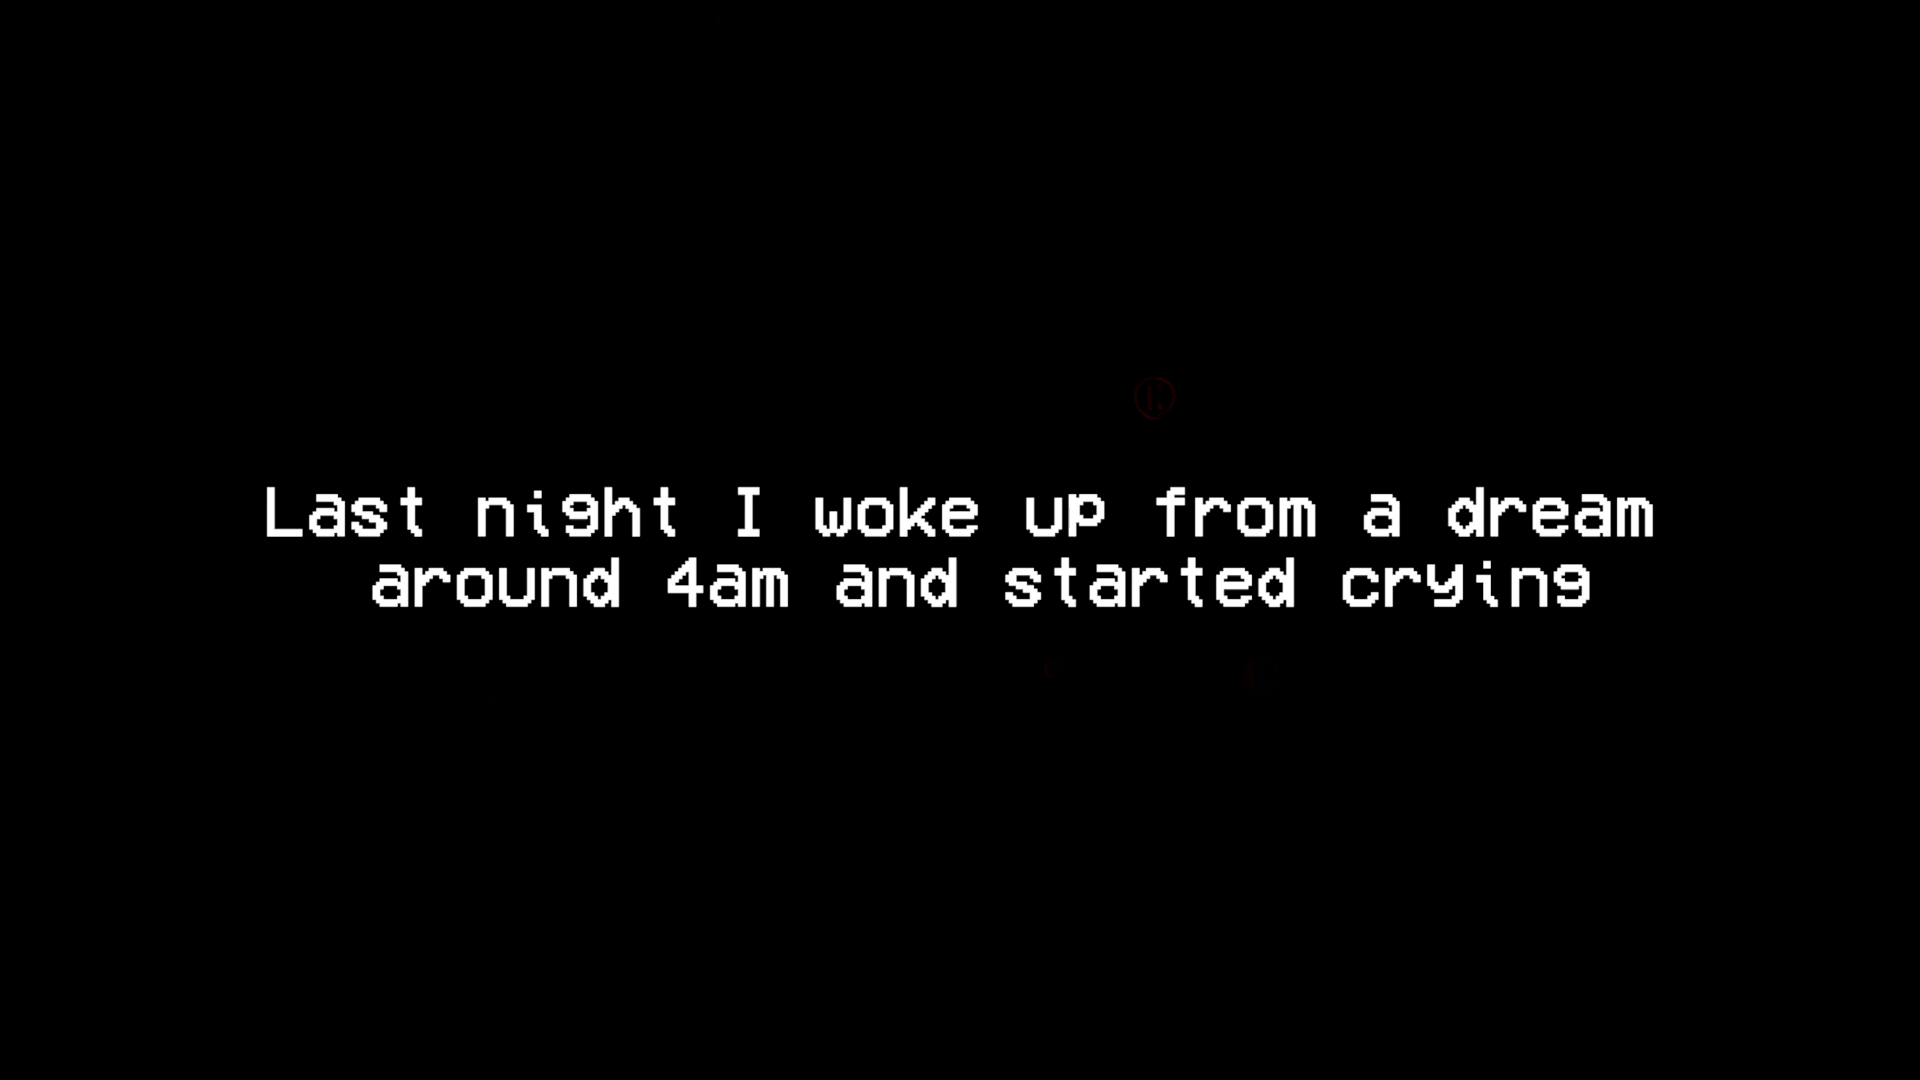 Last night I woke up from a dream
around 4am and started crying